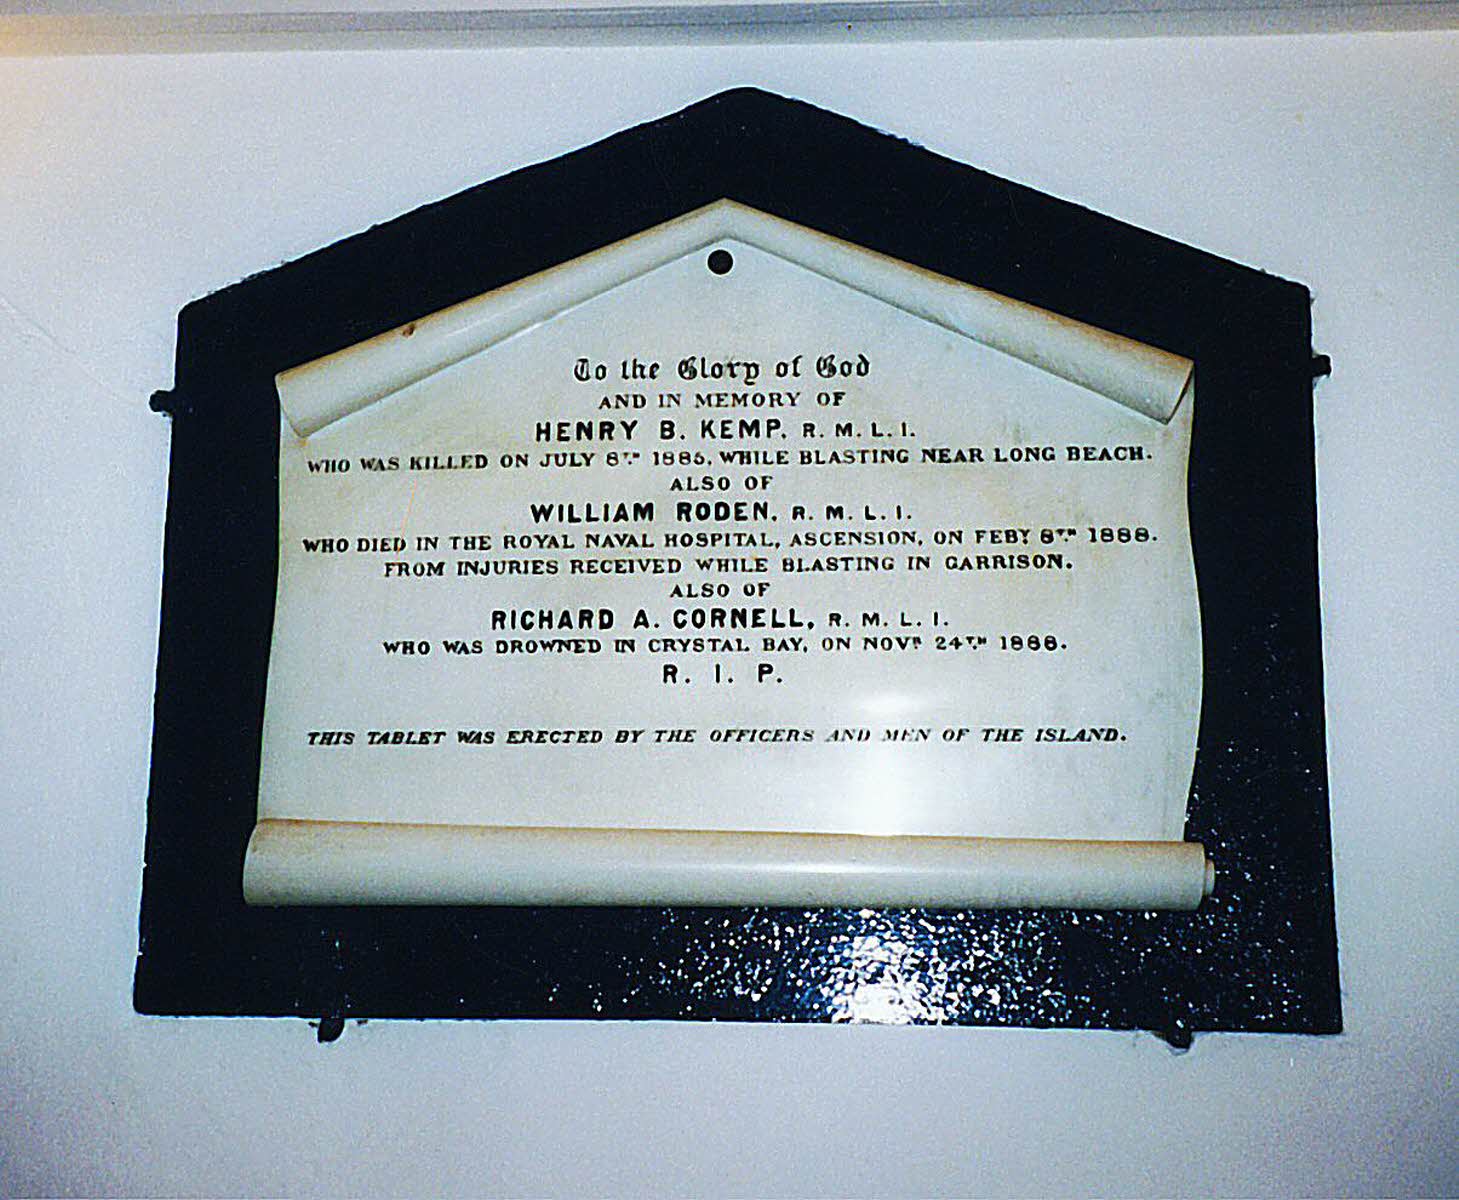 To the Glory of God
AND IN MEMORY OF
HENRY B. KEMP, R. M. L. I.
WHO WAS KILLED ON JULY 8TH 1885, WHILE BLASTING NEAR LONG BEACH.
ALSO OF
WILLIAM RODEN, R. M. L. I.
WHO DIED IN THE ROYAL NAVAL HOSPITAL, ASCENSION, ON FEBY 8TH 1888.
FROM INJURIES RECEIVED WHILE BLASTING IN GARRISON.
ALSO OF
RICHARD A. CORNELL, R. M. L. I.
WHO WAS DROWNED IN CRYSTAL BAY, ON NOVR 24TH 1888.
R. I. P.
THIS TABLET WAS ERECTED BY THE OFFICERS AND MEN OF THE ISLAND.